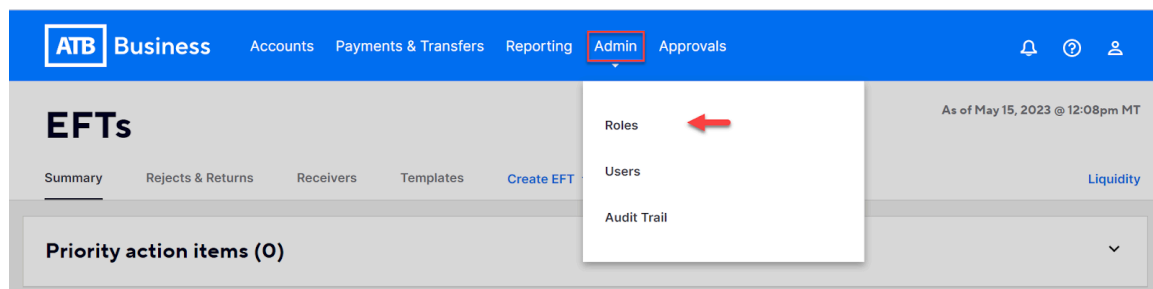 ATB Business Accounts Payments & Transfers Reporting Admin Approvals
EFTs
As of May 15, 2023 @ 12:08pm MT
Roles
Summary Rejects & Returns Receivers Templates Create EFT
Users
Liquidity
Audit Trail
Priority action items (0)